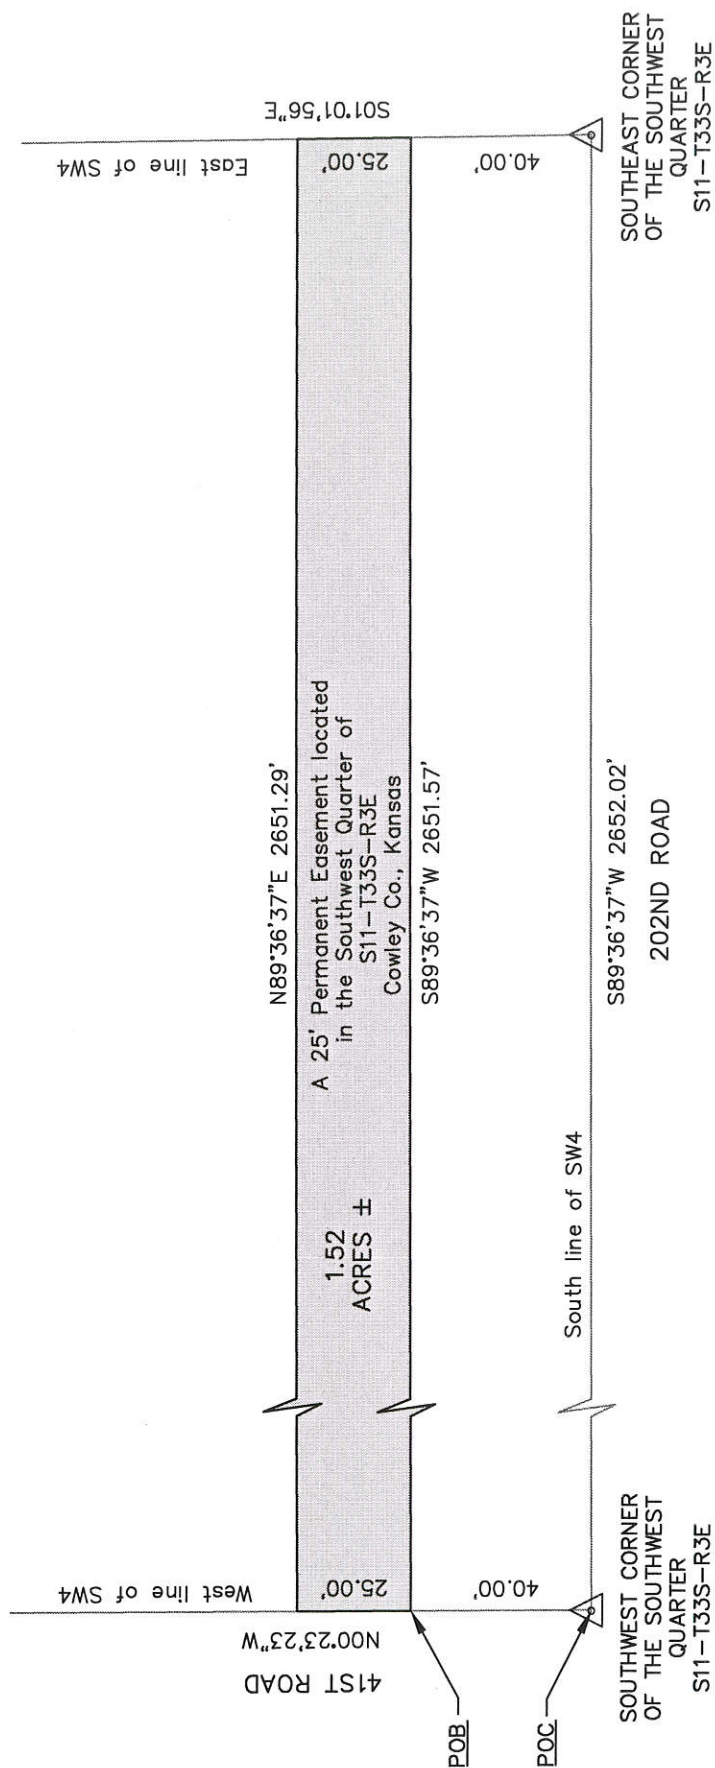 West line of SW4
East line of SW4
41ST ROAD
N00°23'23"W
S01°01'56"E
N89°36'37"E 2651.29'
25.00'
25.00'
1.52
ACRES ±
A 25' Permanent Easement located
in the Southwest Quarter of
S11-T33S-R3E
Cowley Co., Kansas
S89°36'37"W 2651.57'
POB
40.00'
40.00'
POC
South line of SW4
S89°36'37"W 2652.02'
202ND ROAD
SOUTHWEST CORNER
OF THE SOUTHWEST
QUARTER
S11-T33S-R3E
SOUTHEAST CORNER
OF THE SOUTHWEST
QUARTER
S11-T33S-R3E